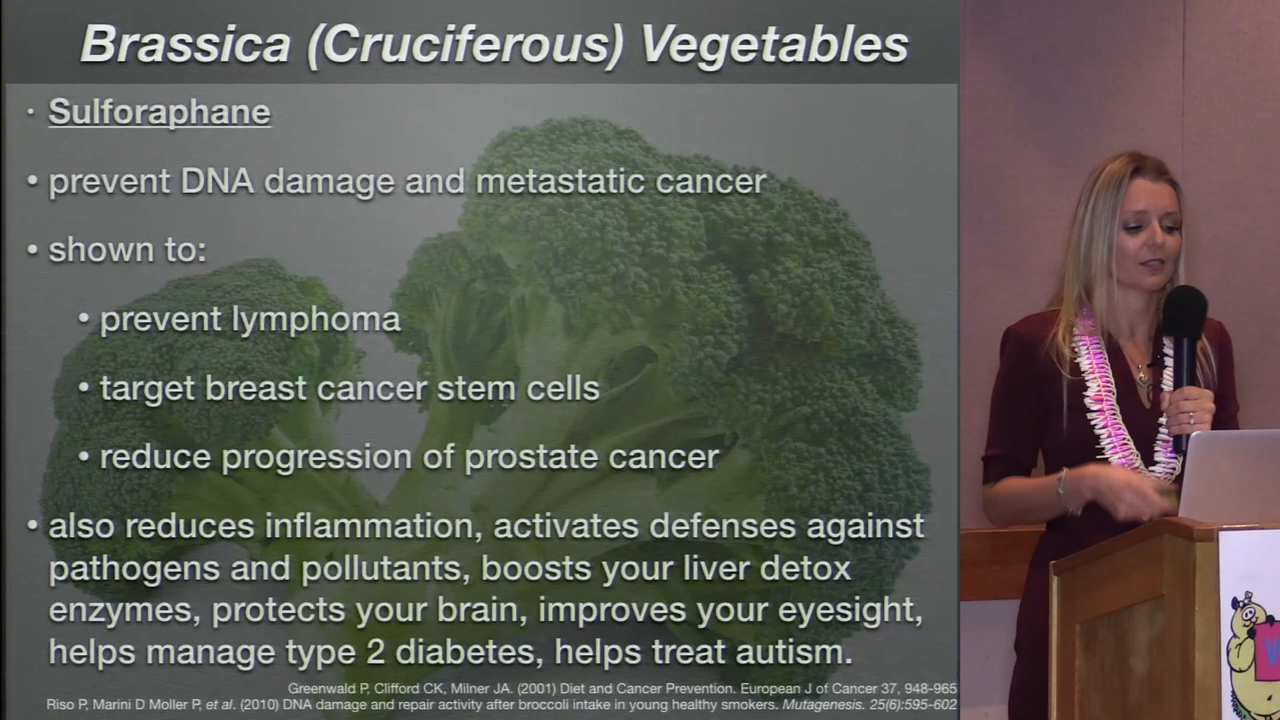 Brassica (Cruciferous) Vegetables
· Sulforaphane
• prevent DNA damage and metastatic cancer
• shown to:
• prevent lymphoma
• target breast cancer stem cells
• reduce progression of prostate cancer
• also reduces inflammation, activates defenses against
pathogens and pollutants, boosts your liver detox
enzymes, protects your brain, improves your eyesight,
helps manage type 2 diabetes, helps treat autism.
Greenwald P, Clifford CK, Milner JA. (2001) Diet and Cancer Prevention. European J of Cancer 37, 948-965
Riso P, Marini D Moller P, et al. (2010) DNA damage and repair activity after broccoli intake in young healthy smokers. Mutagenesis. 25(6):595-602